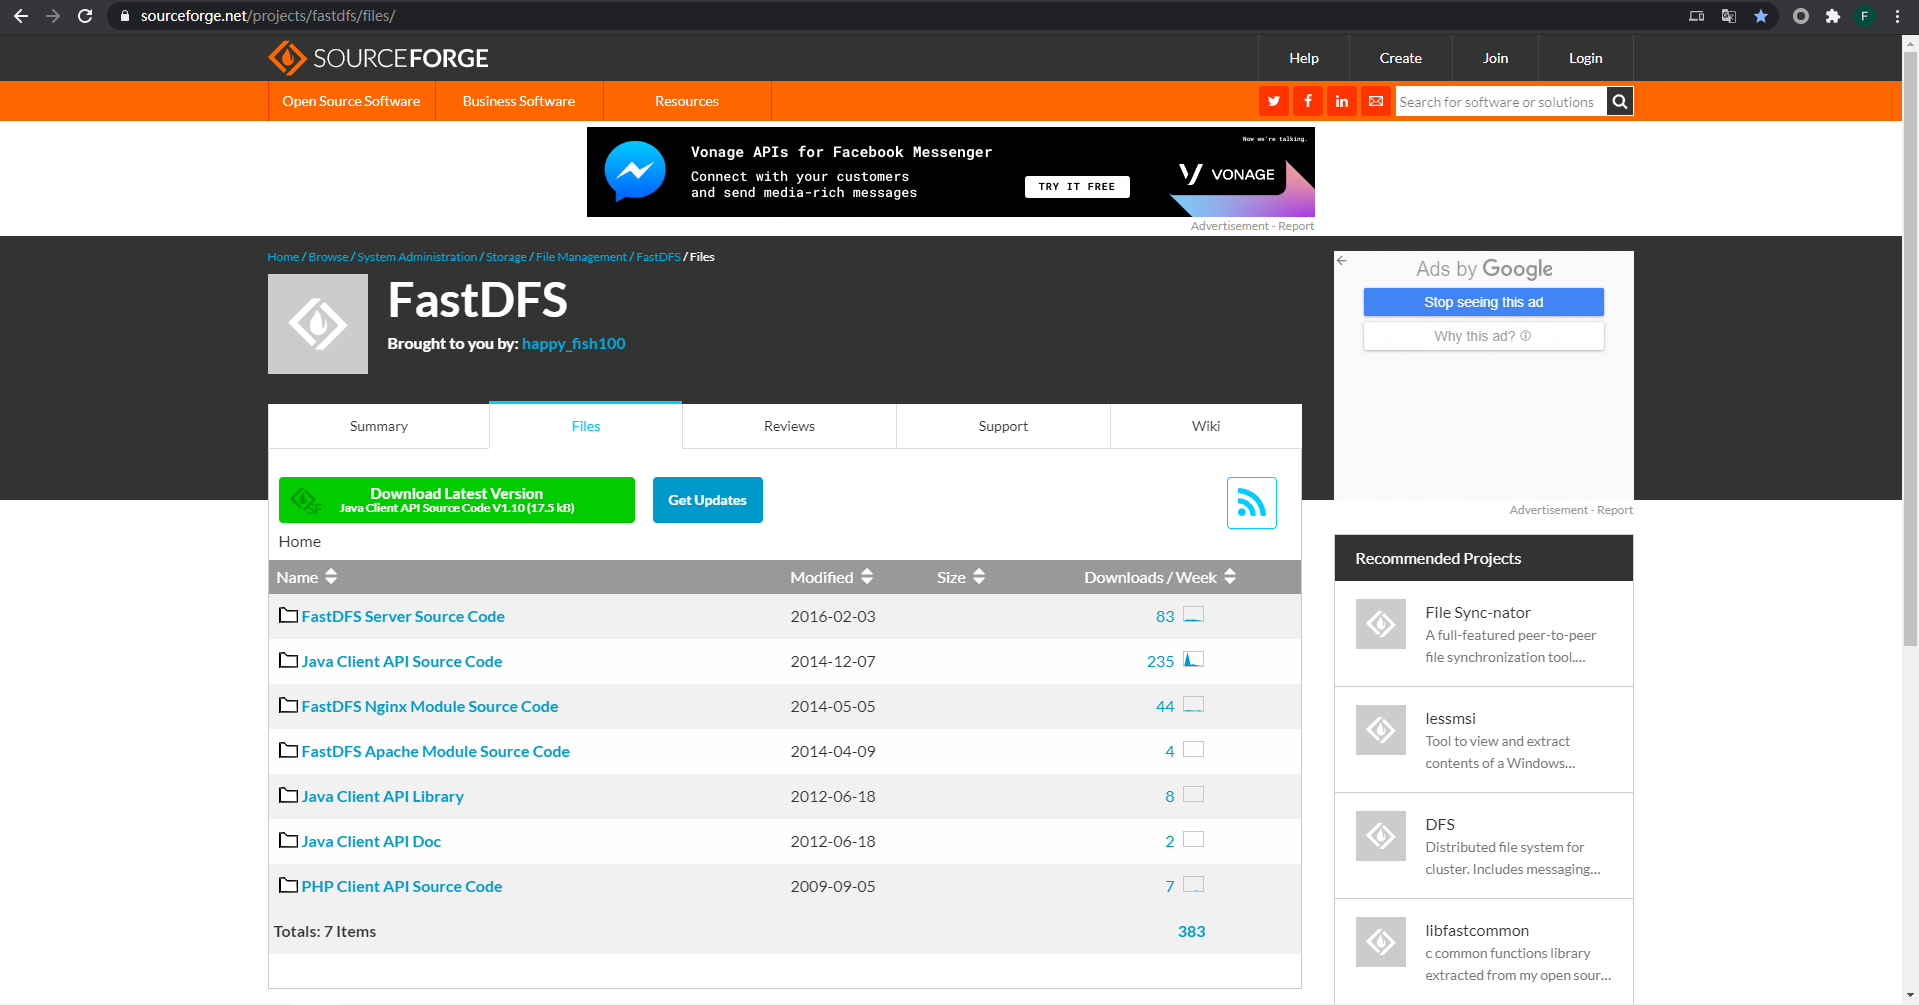 sourceforge.net/projects/fastdfs/files/
F
SOURCEFORGE
Help
Create
Join
Login
Open Source Software
Business Software
Resources
Search for software or solutions
Now we're talking.
Vonage APIs for Facebook Messenger
Connect with your customers
and send media-rich messages
TRY IT FREE
VONAGE
Advertisement - Report
Home / Browse / System Administration / Storage / File Management / FastDFS / Files
FastDFS
Brought to you by: happy_fish100
Ads by Google
Stop seeing this ad
Why this ad?
Summary
Files
Reviews
Support
Wiki
Download Latest Version
Java Client API Source Code V1.10 (17.5 kB)
Get Updates
Advertisement - Report
Home
Name
Modified
Size
Downloads / Week
FastDFS Server Source Code 2016-02-03 83
Java Client API Source Code 2014-12-07 235
FastDFS Nginx Module Source Code 2014-05-05 44
FastDFS Apache Module Source Code 2014-04-09 4
Java Client API Library 2012-06-18 8
Java Client API Doc 2012-06-18 2
PHP Client API Source Code 2009-09-05 7
Totals: 7 Items 383
Recommended Projects
File Sync-nator
A full-featured peer-to-peer
file synchronization tool....
lessmsi
Tool to view and extract
contents of a Windows...
DFS
Distributed file system for
cluster. Includes messaging...
libfastcommon
c common functions library
extracted from my open sour...